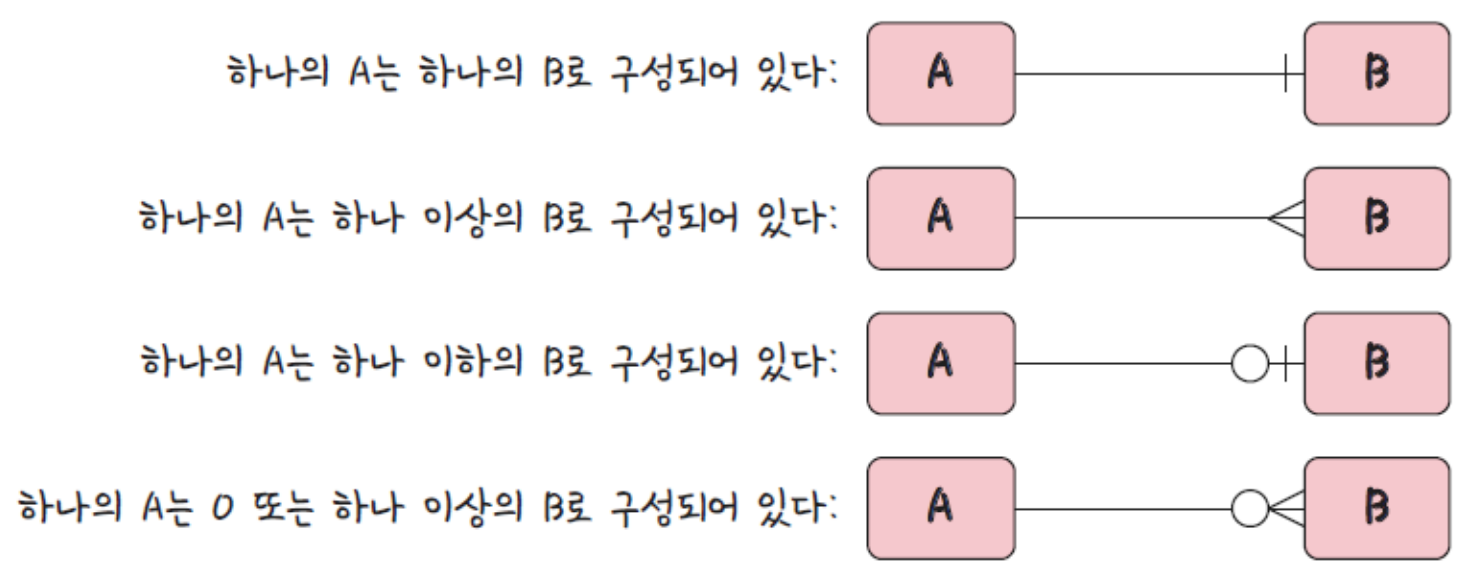 하나의 A는 하나의 B로 구성되어 있다: A B
하나의 A는 하나 이상의 B로 구성되어 있다: A B
하나의 A는 하나 이하의 B로 구성되어 있다: A B
하나의 A는 0 또는 하나 이상의 B로 구성되어 있다: A B